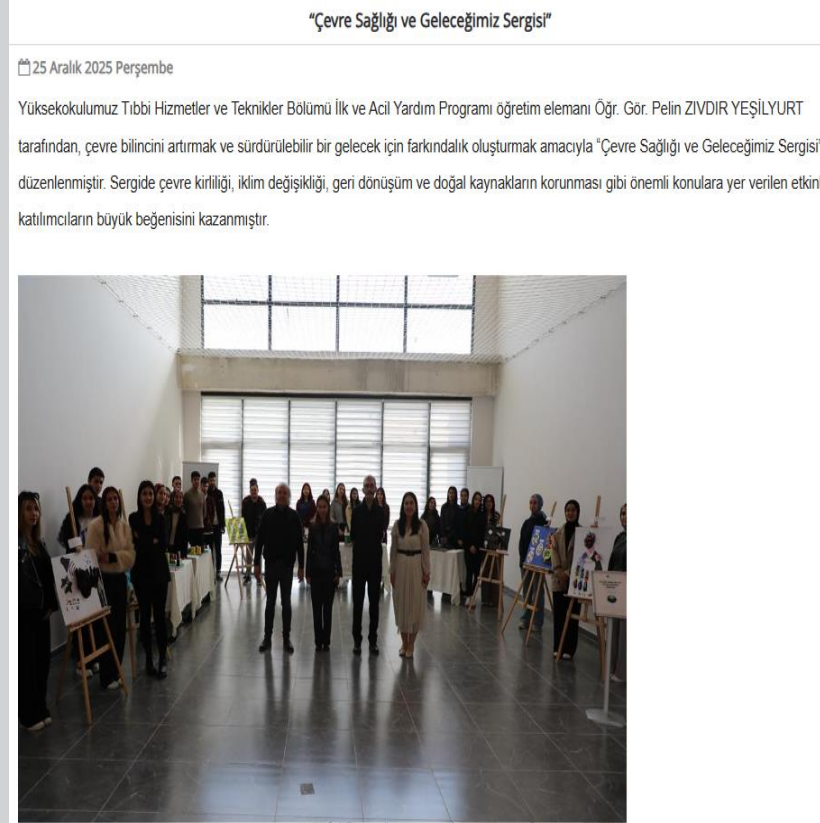 “Çevre Sağlığı ve Geleceğimiz Sergisi”
25 Aralık 2025 Perşembe
Yüksekokulumuz Tıbbi Hizmetler ve Teknikler Bölümü İlk ve Acil Yardım Programı öğretim elemanı Öğr. Gör. Pelin ZIVDIR YEŞİLYURT
tarafından, çevre bilincini artırmak ve sürdürülebilir bir gelecek için farkındalık oluşturmak amacıyla “Çevre Sağlığı ve Geleceğimiz Sergisi”
düzenlenmiştir. Sergide çevre kirliliği, iklim değişikliği, geri dönüşüm ve doğal kaynakların korunması gibi önemli konulara yer verilen
katılımcıların büyük beğenisini kazanmıştır.